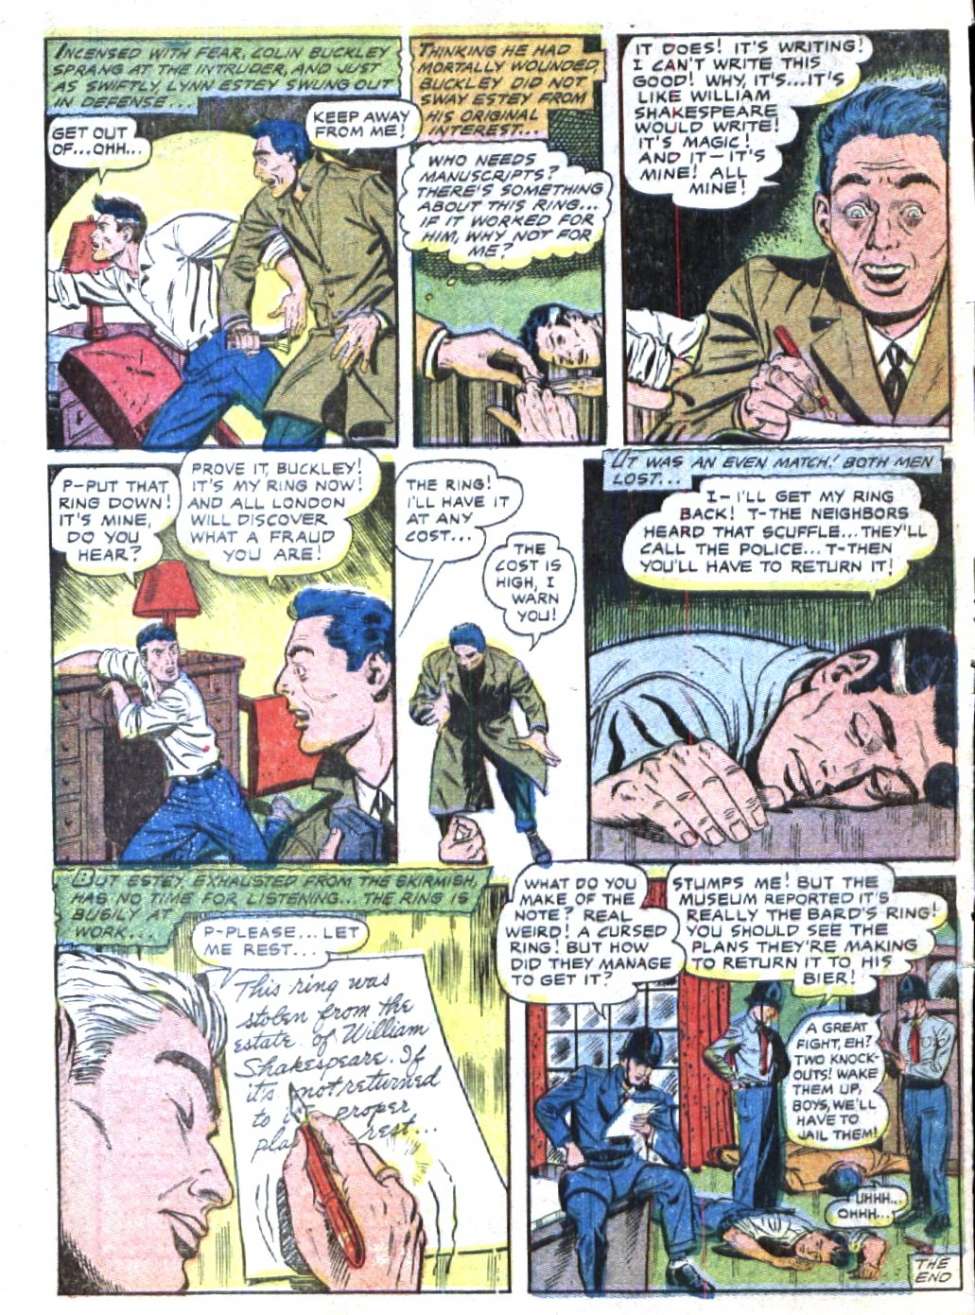 INCENSED WITH FEAR, COLIN BUCKLEY
SPRANG AT THE INTRUDER, AND JUST
AS SWIFTLY, LYNN ESTEY SWUNG OUT
IN DEFENSE...
GET OUT
OF...OHH...
KEEP AWAY
FROM ME!
THINKING HE HAD
MORTALLY WOUNDED,
BUCKLEY DID NOT
SWAY ESTEY FROM
HIS ORIGINAL
INTEREST...
WHO NEEDS
MANUSCRIPTS?
THERE'S SOMETHING
ABOUT THIS RING...
IF IT WORKED FOR
HIM, WHY NOT FOR
ME?
IT DOES! IT'S WRITING!
I CAN'T WRITE THIS
GOOD! WHY, IT'S...IT'S
LIKE WILLIAM
SHAKESPEARE
WOULD WRITE!
IT'S MAGIC!
AND IT-IT'S
MINE! ALL
MINE!
P-PUT THAT
RING DOWN!
IT'S MINE,
DO YOU
HEAR?
PROVE IT, BUCKLEY!
IT'S MY RING NOW!
AND ALL LONDON
WILL DISCOVER
WHAT A FRAUD
YOU ARE!
THE RING!
I'LL HAVE IT
AT ANY
COST...
THE
COST IS
HIGH, I
WARN
YOU!
IT WAS AN EVEN MATCH! BOTH MEN
LOST...
I-I'LL GET MY RING
BACK! T-THE NEIGHBORS
HEARD THAT SCUFFLE...THEY'LL
CALL THE POLICE...T-THEN
YOU'LL HAVE TO RETURN IT!
BUT ESTEY, EXHAUSTED FROM THE SKIRMISH,
HAS NO TIME FOR LISTENING...THE RING IS
BUSILY AT
WORK...
P-PLEASE...LET
ME REST...
This ring was
stolen from the
estate of William
Shakespeare. If
it's not returned
to proper
rest...
WHAT DO YOU
MAKE OF THE
NOTE? REAL
WEIRD! A CURSED
RING! BUT HOW
DID THEY MANAGE
TO GET IT?
STUMPS ME! BUT THE
MUSEUM REPORTED IT'S
REALLY THE BARD'S RING!
YOU SHOULD SEE THE
PLANS THEY'RE MAKING
TO RETURN IT TO HIS
BIER!
A GREAT
FIGHT, EH?
TWO KNOCK-
OUTS! WAKE
THEM UP,
BOYS, WE'LL
HAVE TO
JAIL THEM!
UHHH...
OHHH...
THE
END